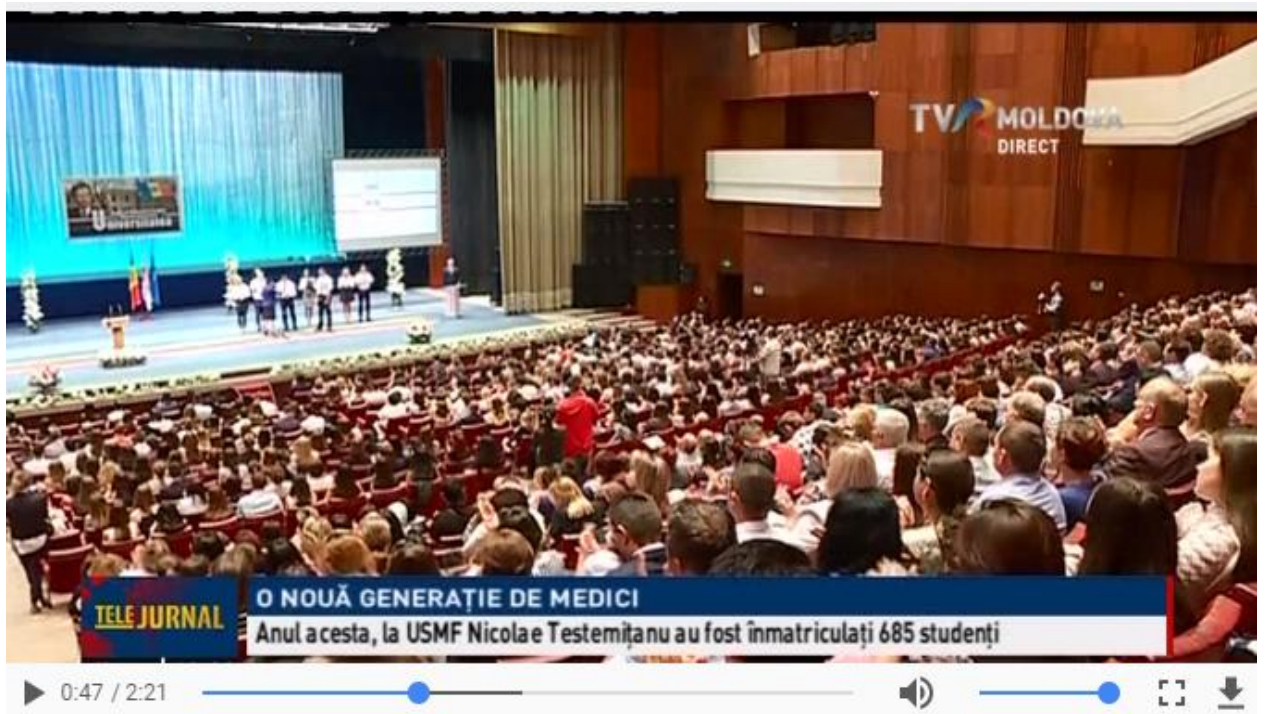 TVR MOLDOVA
DIRECT
Universitatea
TELEJURNAL
O NOUĂ GENERAȚIE DE MEDICI
Anul acesta, la USMF Nicolae Testemițanu au fost înmatriculați 685 studenți
0:47 / 2:21